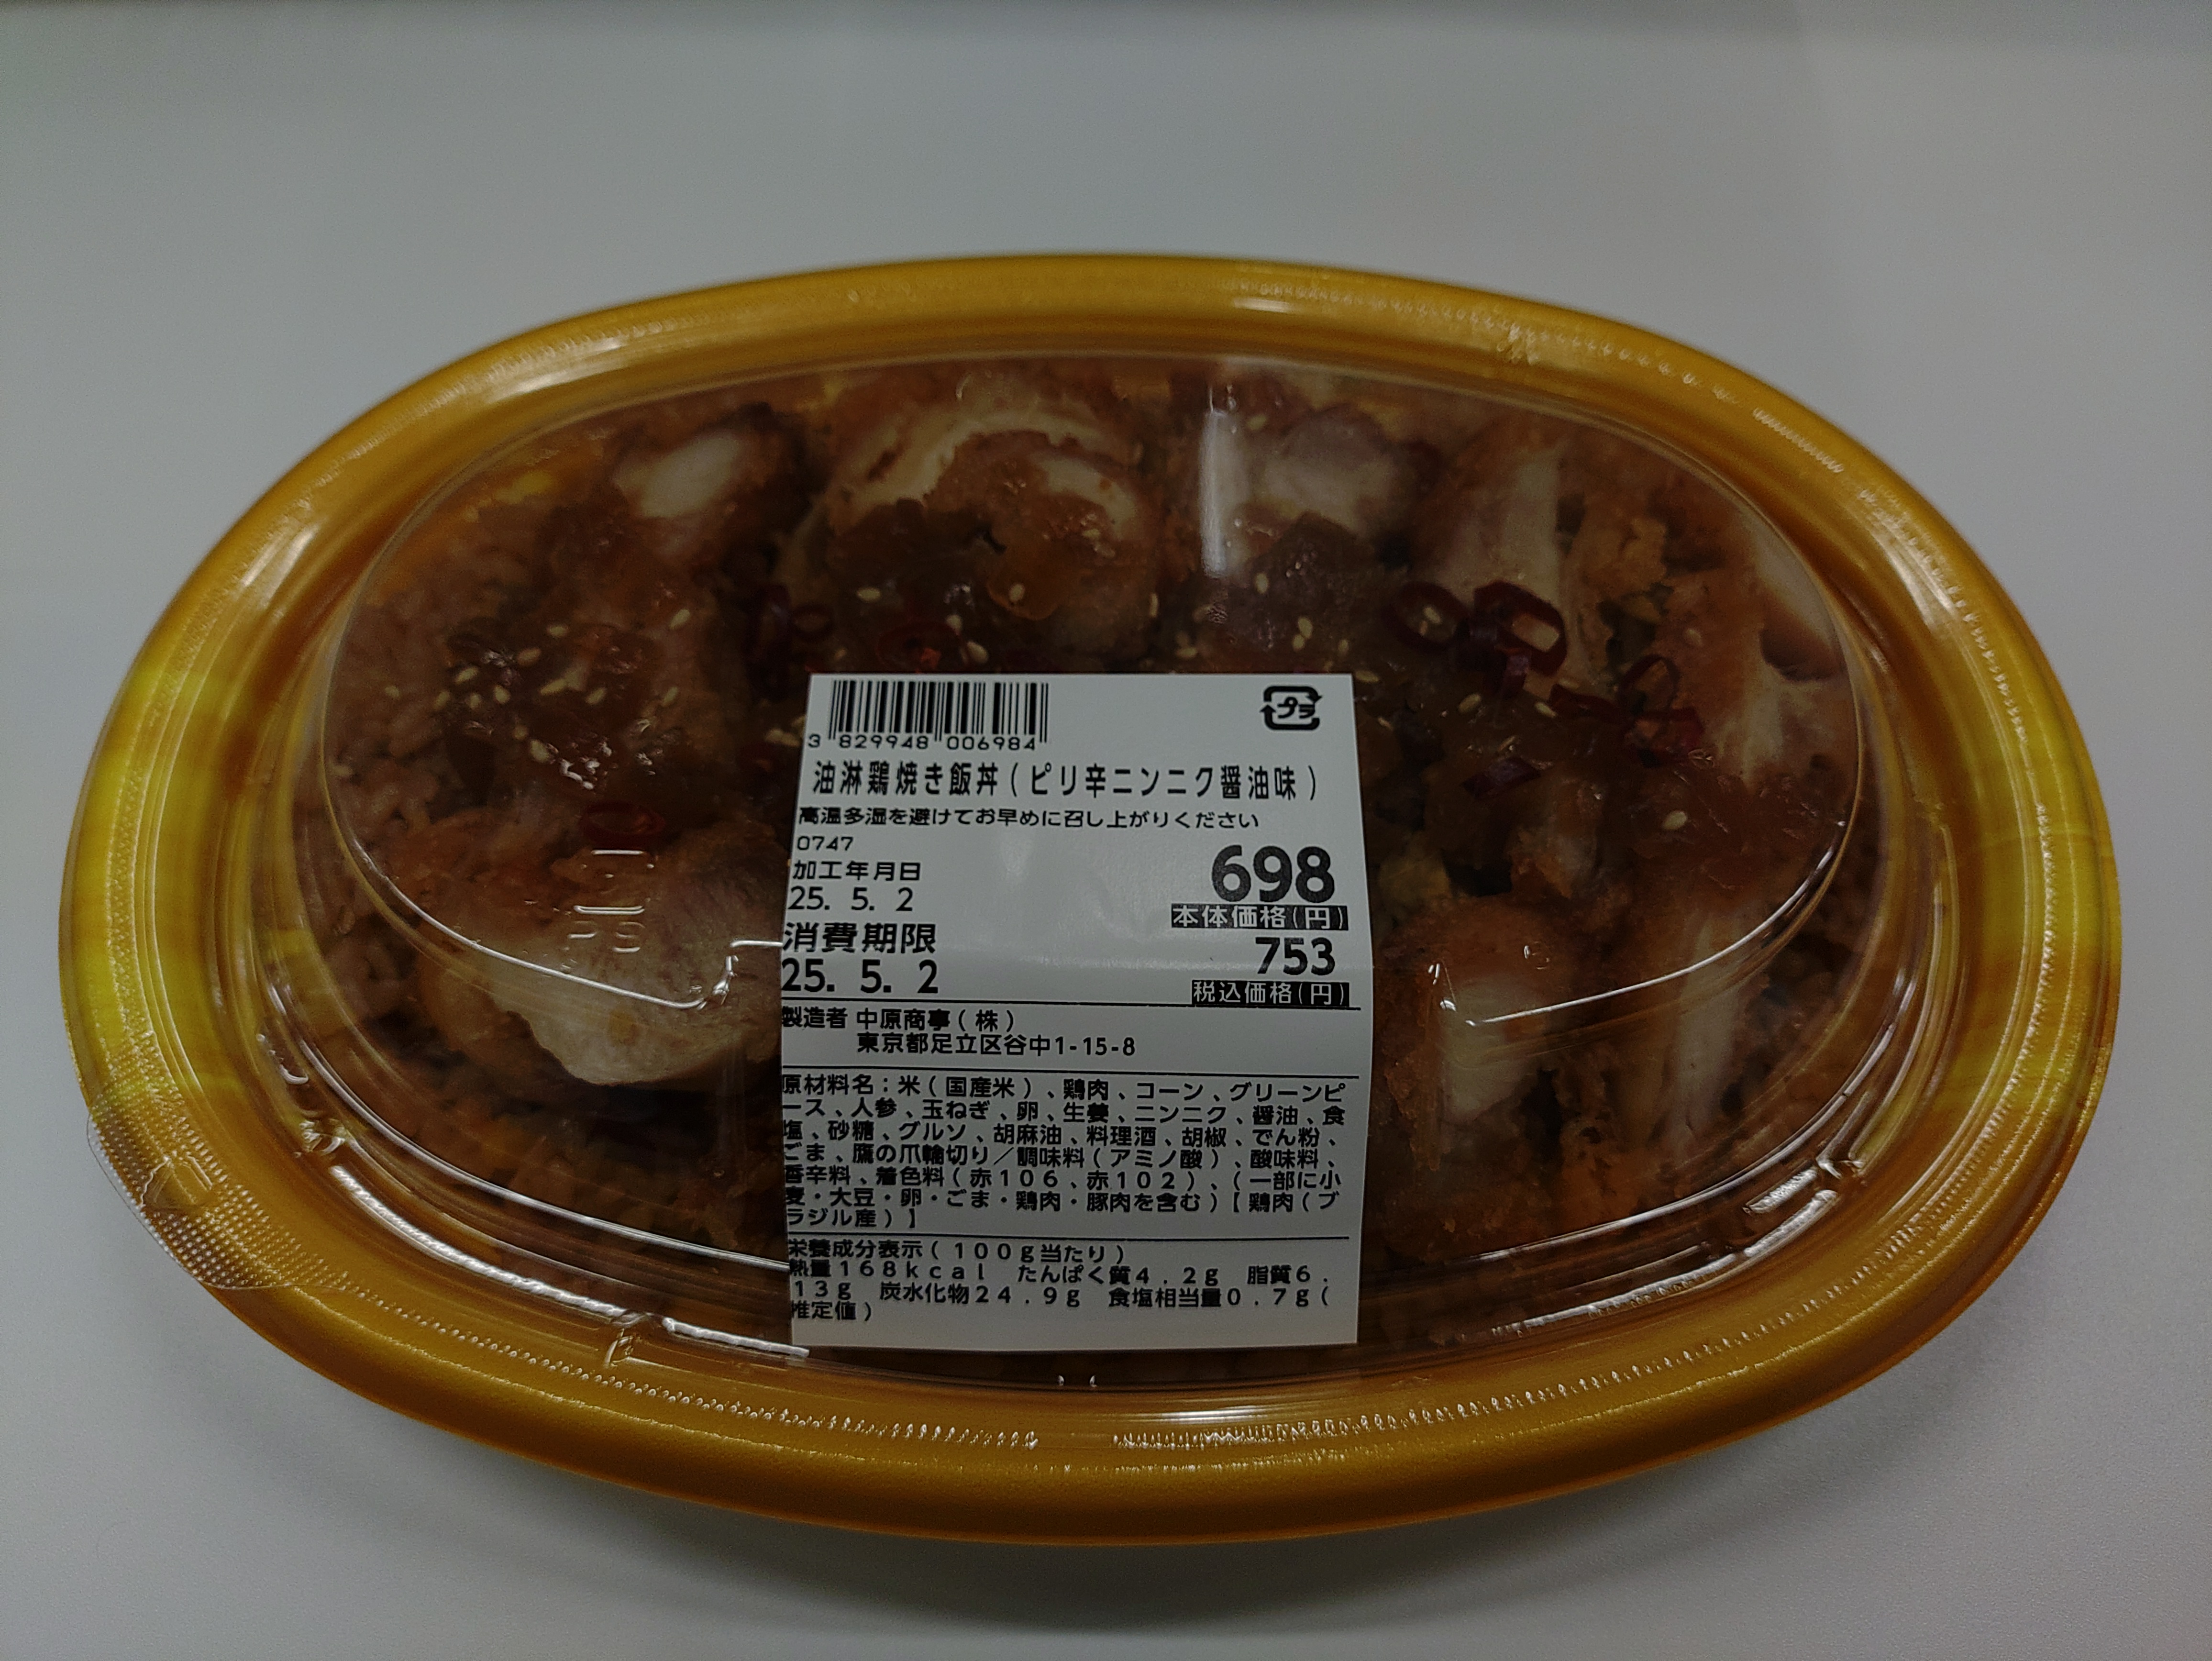 3 829948 006984
プラ
油淋鶏焼き飯丼(ピリ辛ニンニク醤油味)
高温多湿を避けてお早めに召し上がりください
0747
加工年月日
25. 5. 2
698
本体価格(円)
消費期限
25. 5. 2
753
税込価格(円)
製造者 中原商事(株)
東京都足立区谷中1-15-8
原材料名:米(国産米)、鶏肉、コーン、グリーンピ
ース、人参、玉ねぎ、卵、生姜、ニンニク、醤油、食
塩、砂糖、グルソ、胡麻油、料理酒、胡椒、でん粉、
ごま、鷹の爪輪切り/調味料(アミノ酸)、酸味料、
香辛料、着色料(赤106、赤102)、(一部に小
麦・大豆・卵・ごま・鶏肉・豚肉を含む)【鶏肉(ブ
ラジル産)】
栄養成分表示(100g当たり)
熱量168kcal たんぱく質4.2g 脂質6.
13g 炭水化物24.9g 食塩相当量0.7g(
推定値)